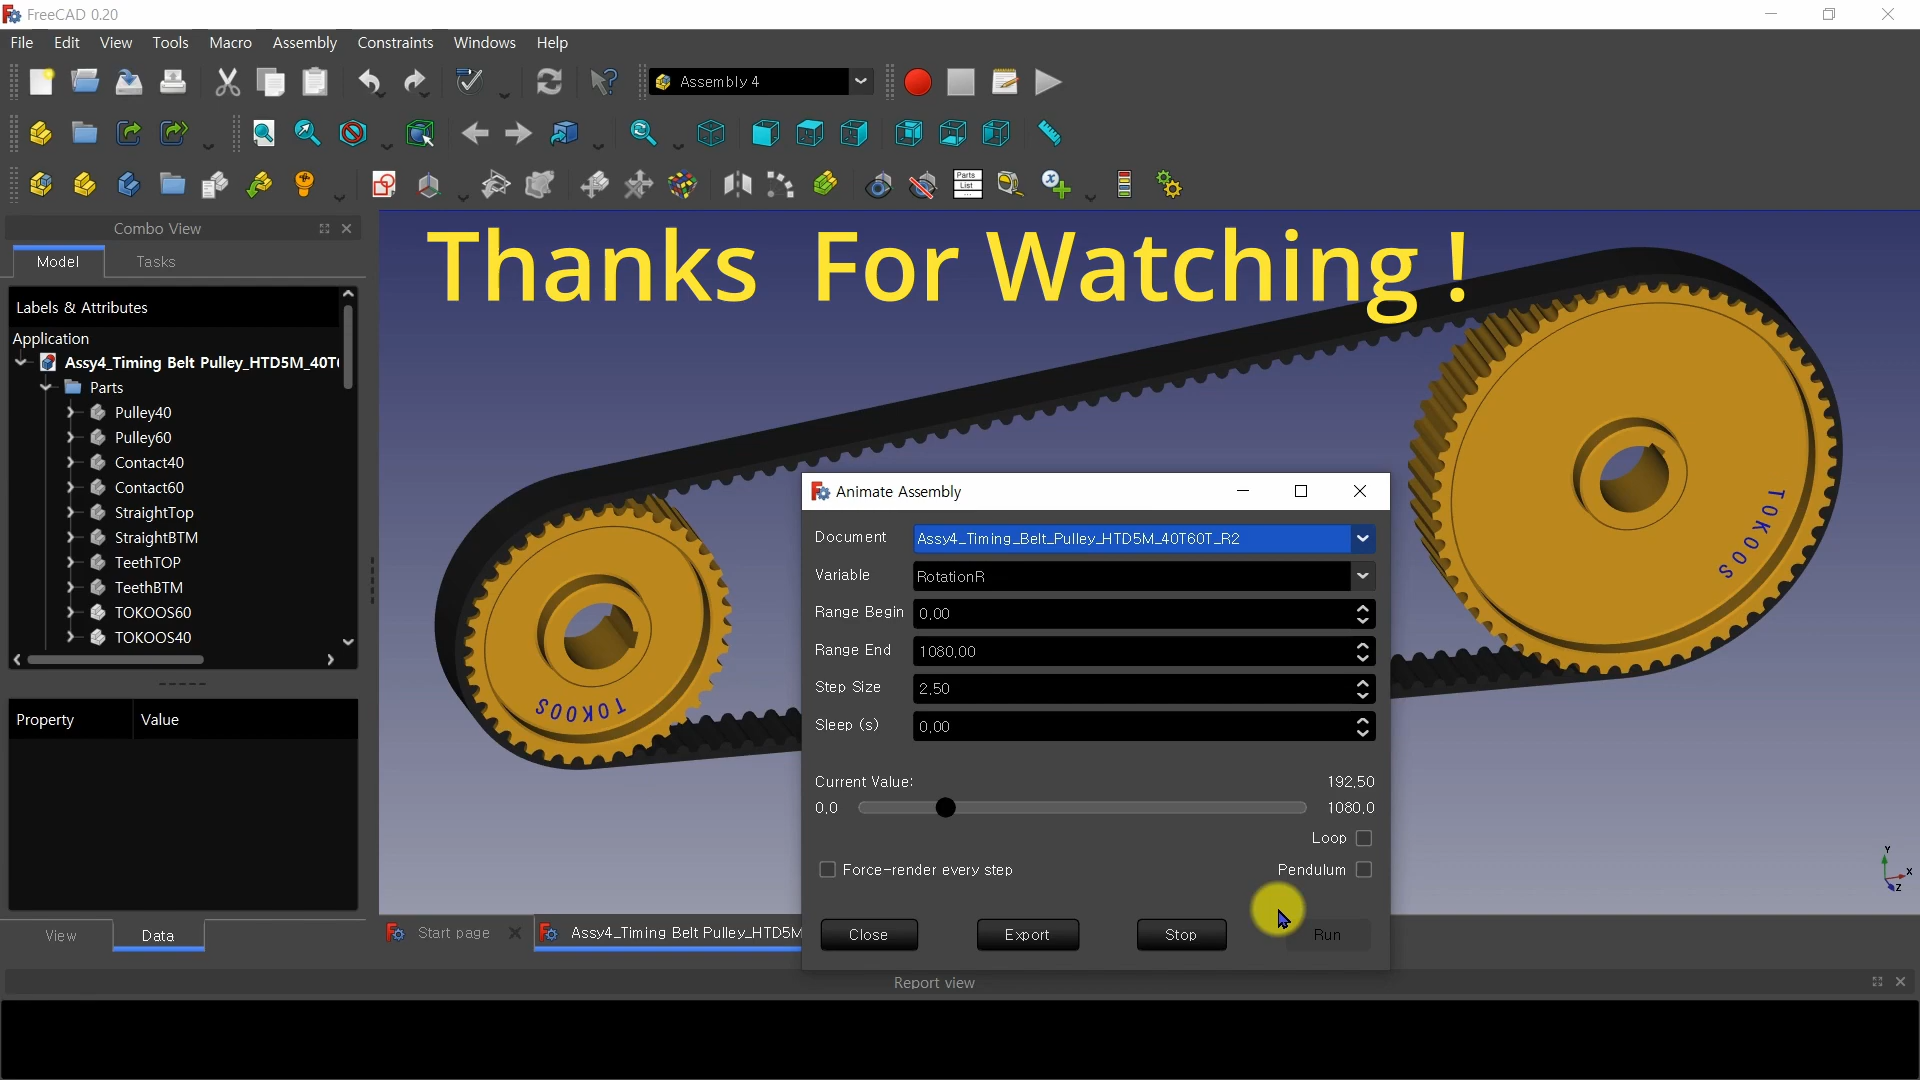 FreeCAD 0.20
File Edit View Tools Macro Assembly Constraints Windows Help
Assembly 4
Parts
List
Combo View
Model Tasks
Labels & Attributes
Application
Assy4_Timing Belt Pulley_HTD5M_40T
Parts
Pulley40
Pulley60
Contact40
Contact60
StraightTop
StraightBTM
TeethTOP
TeethBTM
TOKOOS60
TOKOOS40
Property Value
View Data
Thanks For Watching !
TOKOOS
TOKOOS
Animate Assembly
Document Assy4_Timing_Belt_Pulley_HTD5M_40T60T_R2
Variable RotationR
Range Begin 0,00
Range End 1080,00
Step Size 2,50
Sleep (s) 0,00
Current Value: 192,50
0,0 1080,0
Loop
Force-render every step Pendulum
Close Export Stop Run
Y
X
Z
Start page Assy4_Timing Belt Pulley_HTD5M
Report view